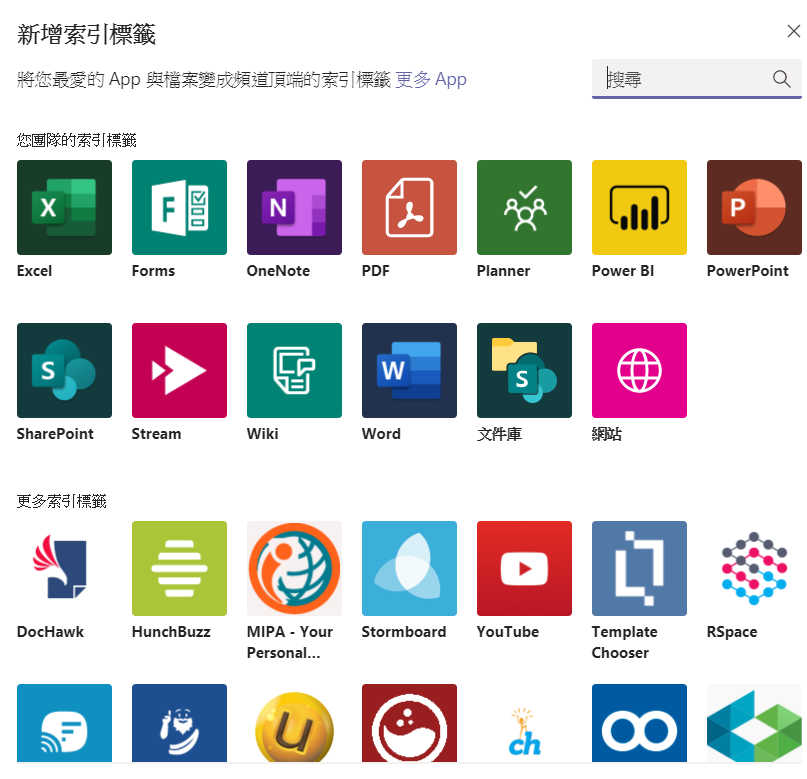 新增索引標籤
將您最愛的 App 與檔案變成頻道頂端的索引標籤 更多 App
搜尋
您團隊的索引標籤
Excel
Forms
OneNote
PDF
Planner
Power BI
PowerPoint
SharePoint
Stream
Wiki
Word
文件庫
網站
更多索引標籤
DocHawk
HunchBuzz
MIPA - Your
Personal...
Stormboard
YouTube
Template
Chooser
RSpace
ch